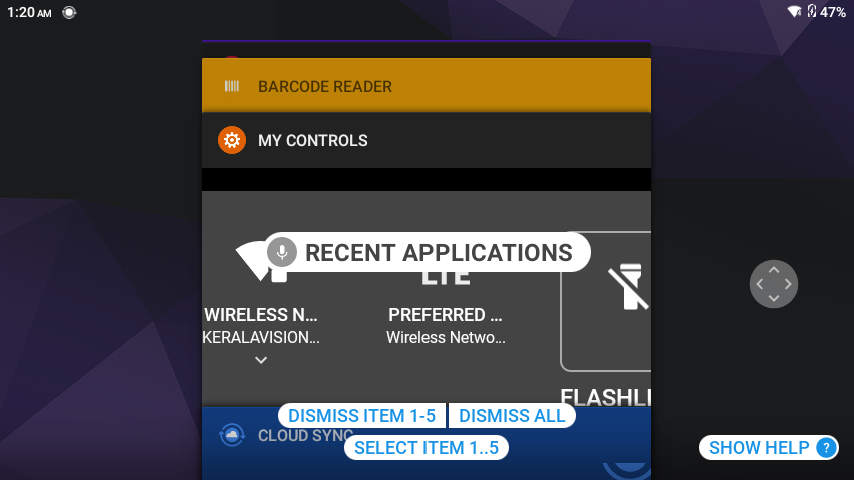 1:20 AM
47%
BARCODE READER
MY CONTROLS
RECENT APPLICATIONS
WIRELESS N...
PREFERRED ...
KERALAVISION...
Wireless Netwo...
FLASHLI
DISMISS ITEM 1-5
DISMISS ALL
CLOUD SYNC
SELECT ITEM 1..5
SHOW HELP ?